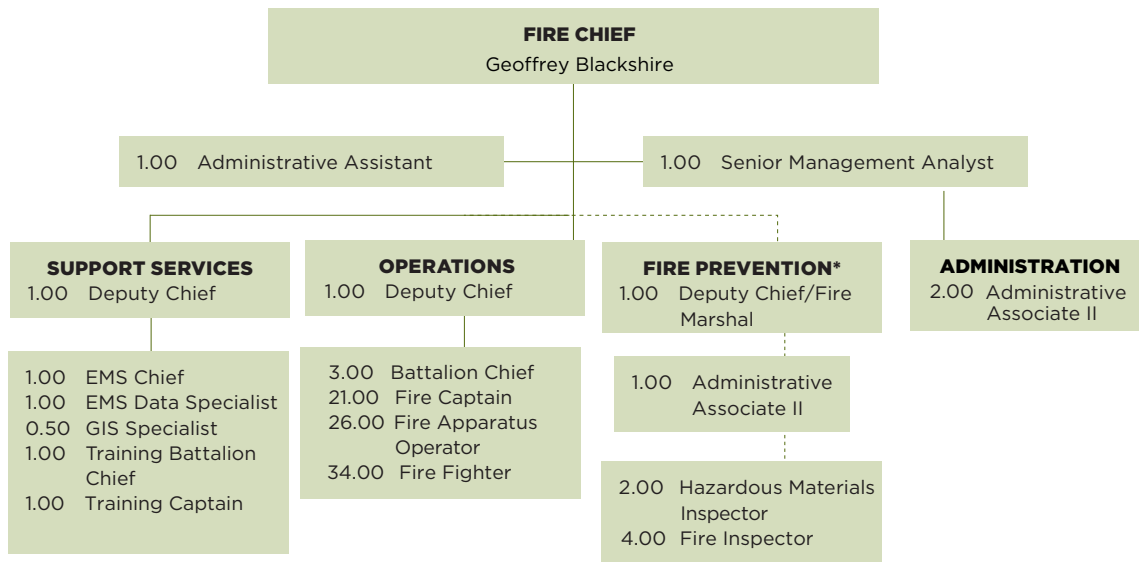 FIRE CHIEF
Geoffrey Blackshire
1.00 Administrative Assistant
1.00 Senior Management Analyst
SUPPORT SERVICES
1.00 Deputy Chief
OPERATIONS
1.00 Deputy Chief
FIRE PREVENTION*
1.00 Deputy Chief/Fire
Marshal
ADMINISTRATION
2.00 Administrative
Associate II
1.00 EMS Chief
1.00 EMS Data Specialist
0.50 GIS Specialist
1.00 Training Battalion
Chief
1.00 Training Captain
3.00 Battalion Chief
21.00 Fire Captain
26.00 Fire Apparatus
Operator
34.00 Fire Fighter
1.00 Administrative
Associate II
2.00 Hazardous Materials
Inspector
4.00 Fire Inspector